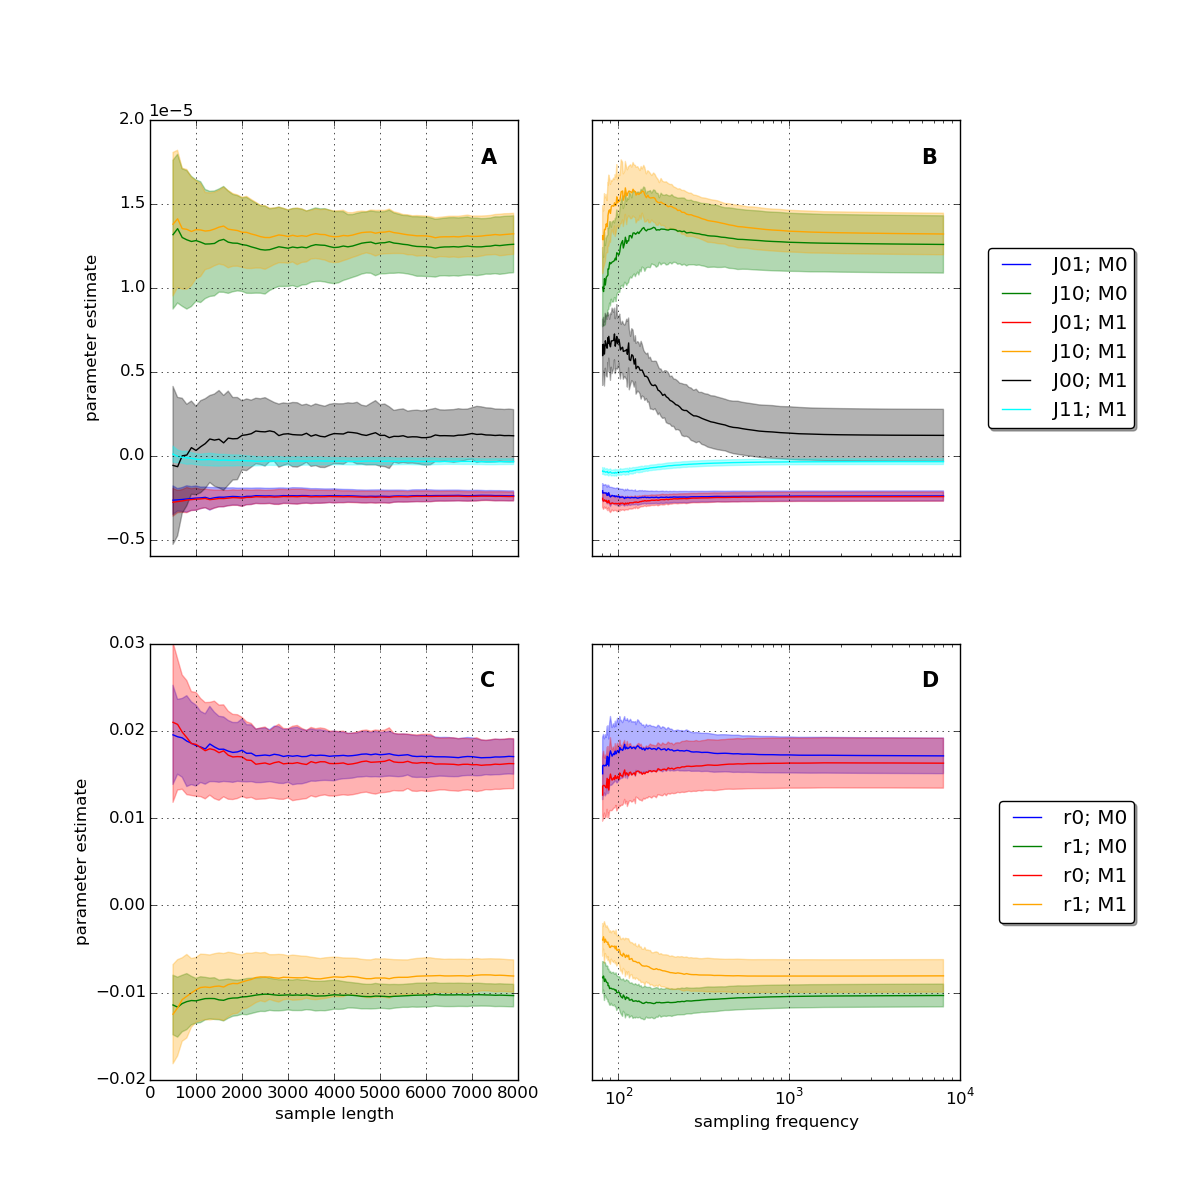 1e−5
2.0
1.5
1.0
0.5
0.0
−0.5
parameter estimate
A
B
J01; M0
J10; M0
J01; M1
J10; M1
J00; M1
J11; M1
0.03
0.02
0.01
0.00
−0.01
−0.02
parameter estimate
C
D
r0; M0
r1; M0
r0; M1
r1; M1
0 1000 2000 3000 4000 5000 6000 7000 8000
sample length
10² 10³ 10⁴
sampling frequency